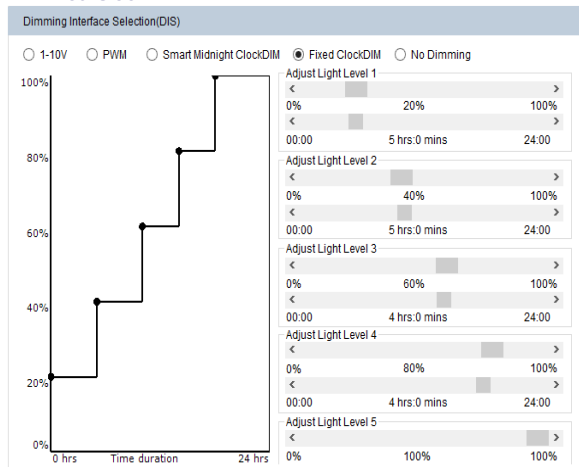 Dimming Interface Selection(DIS)
1-10V PWM Smart Midnight ClockDIM Fixed ClockDIM No Dimming
100%
80%
60%
40%
20%
0%
0 hrs Time duration 24 hrs
Adjust Light Level 1
0% 20% 100%
00:00 5 hrs:0 mins 24:00
Adjust Light Level 2
0% 40% 100%
00:00 5 hrs:0 mins 24:00
Adjust Light Level 3
0% 60% 100%
00:00 4 hrs:0 mins 24:00
Adjust Light Level 4
0% 80% 100%
00:00 4 hrs:0 mins 24:00
Adjust Light Level 5
0% 100% 100%